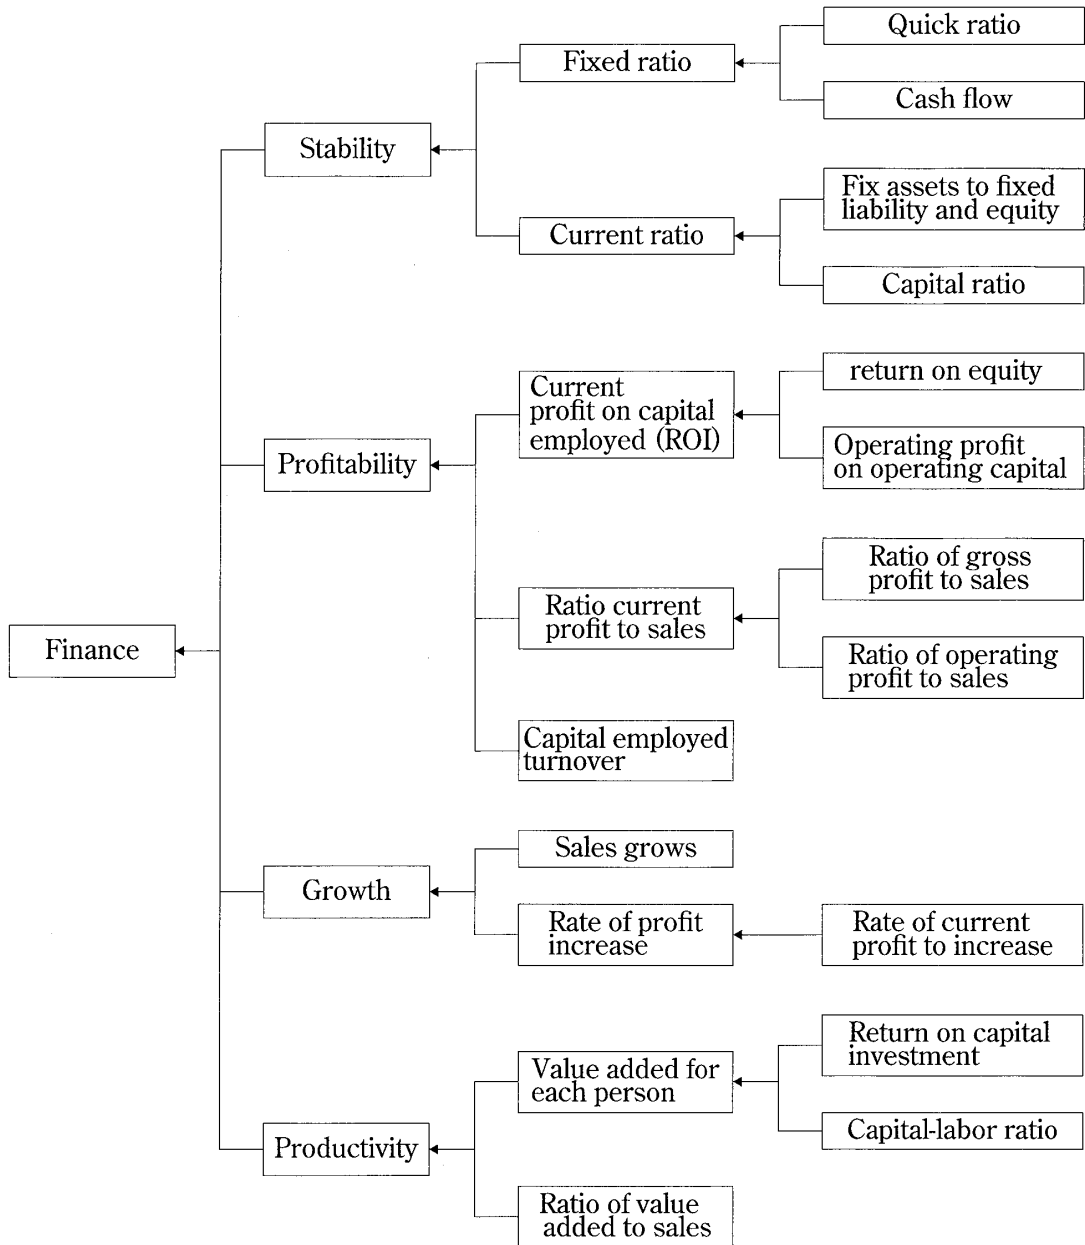 Quick ratio
Fixed ratio
Cash flow
Stability
Fix assets to fixed
liability and equity
Current ratio
Capital ratio
return on equity
Current
profit on capital
employed (ROI)
Operating profit
on operating capital
Profitability
Ratio of gross
profit to sales
Ratio current
profit to sales
Ratio of operating
profit to sales
Finance
Capital employed
turnover
Sales grows
Growth
Rate of profit
increase
Rate of current
profit to increase
Return on capital
investment
Value added for
each person
Capital-labor ratio
Productivity
Ratio of value
added to sales